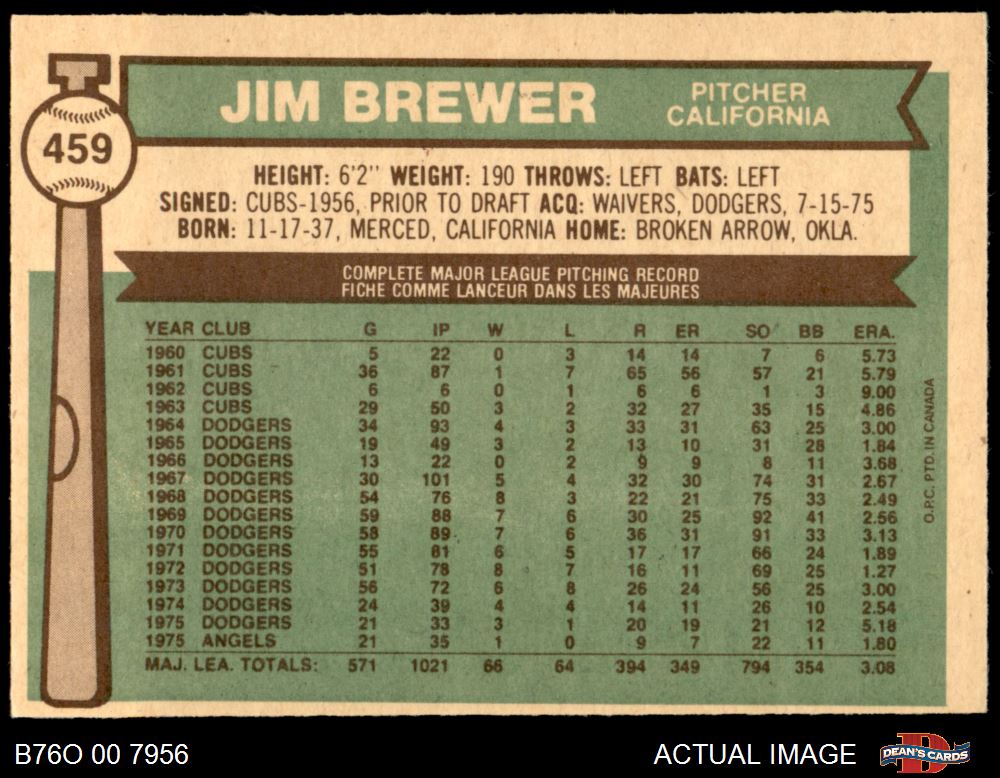 JIM BREWER
PITCHER
CALIFORNIA
459
HEIGHT: 6'2" WEIGHT: 190 THROWS: LEFT BATS: LEFT
SIGNED: CUBS-1956, PRIOR TO DRAFT ACQ: WAIVERS, DODGERS, 7-15-75
BORN: 11-17-37, MERCED, CALIFORNIA HOME: BROKEN ARROW, OKLA.
COMPLETE MAJOR LEAGUE PITCHING RECORD
FICHE COMME LANCEUR DANS LES MAJEURES
YEAR CLUB G IP W L R ER SO BB ERA.
1960 CUBS 5 22 0 3 14 14 7 6 5.73
1961 CUBS 36 87 1 7 65 56 57 21 5.79
1962 CUBS 6 6 0 1 6 6 1 3 9.00
1963 CUBS 29 50 3 2 32 27 35 15 4.86
1964 DODGERS 34 93 4 3 33 31 63 25 3.00
1965 DODGERS 19 49 3 2 13 10 31 28 1.84
1966 DODGERS 13 22 0 2 9 9 8 11 3.68
1967 DODGERS 30 101 5 4 32 30 74 31 2.67
1968 DODGERS 54 76 8 3 22 21 75 33 2.49
1969 DODGERS 59 88 7 6 30 25 92 41 2.56
1970 DODGERS 58 89 7 6 36 31 91 33 3.13
1971 DODGERS 55 81 6 5 17 17 66 24 1.89
1972 DODGERS 51 78 8 7 16 11 69 25 1.27
1973 DODGERS 56 72 6 8 26 24 56 25 3.00
1974 DODGERS 24 39 4 4 14 11 26 10 2.54
1975 DODGERS 21 33 3 1 20 19 21 12 5.18
1975 ANGELS 21 35 1 0 9 7 22 11 1.80
MAJ. LEA. TOTALS: 571 1021 66 64 394 349 794 354 3.08
O.P.C. PTD. IN CANADA
B76O 00 7956
ACTUAL IMAGE
DEAN'S CARDS